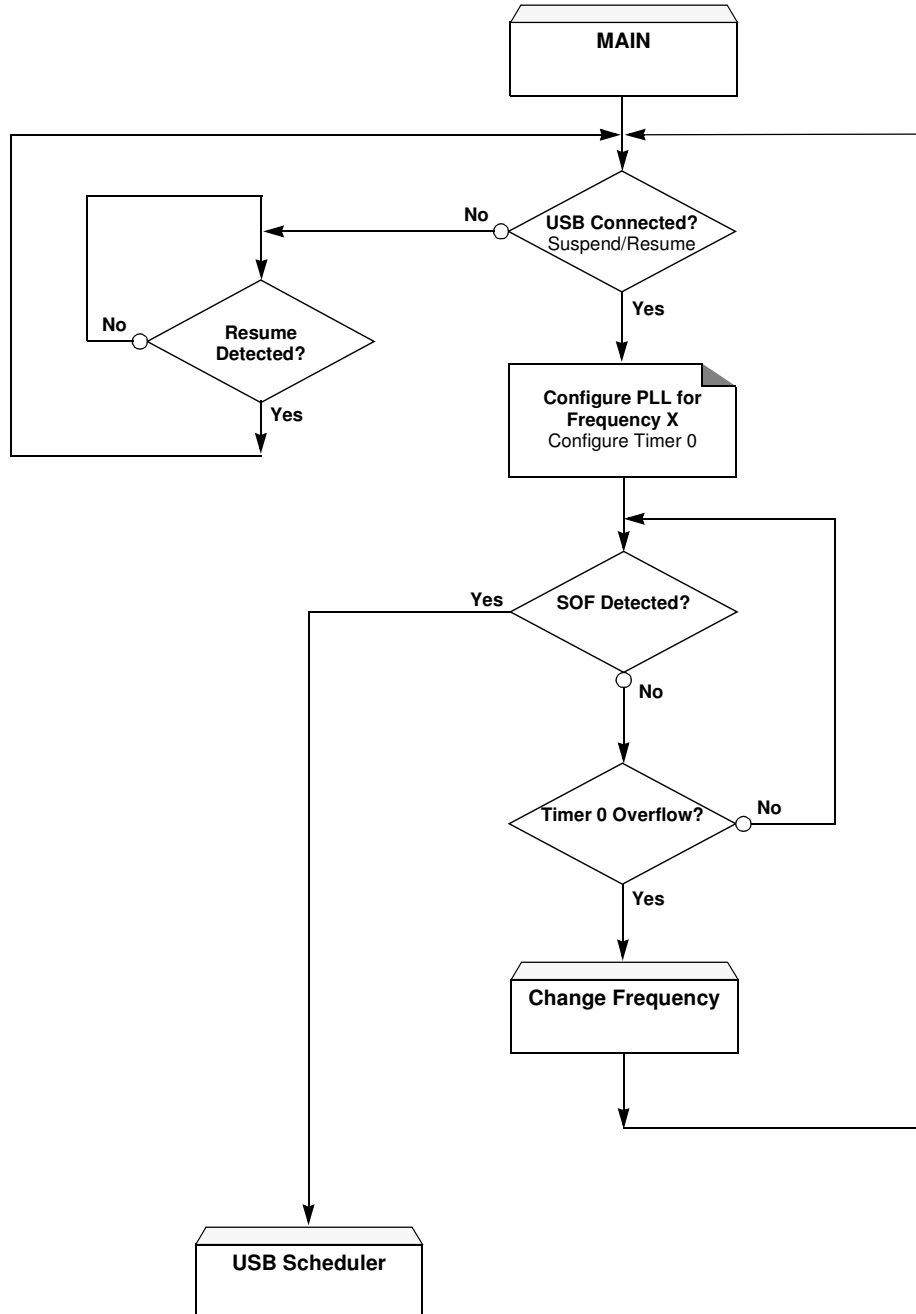 MAIN
No
USB Connected?
Suspend/Resume
Yes
No
Resume
Detected?
Yes
Configure PLL for
Frequency X
Configure Timer 0
Yes
SOF Detected?
No
Timer 0 Overflow?
No
Yes
Change Frequency
USB Scheduler